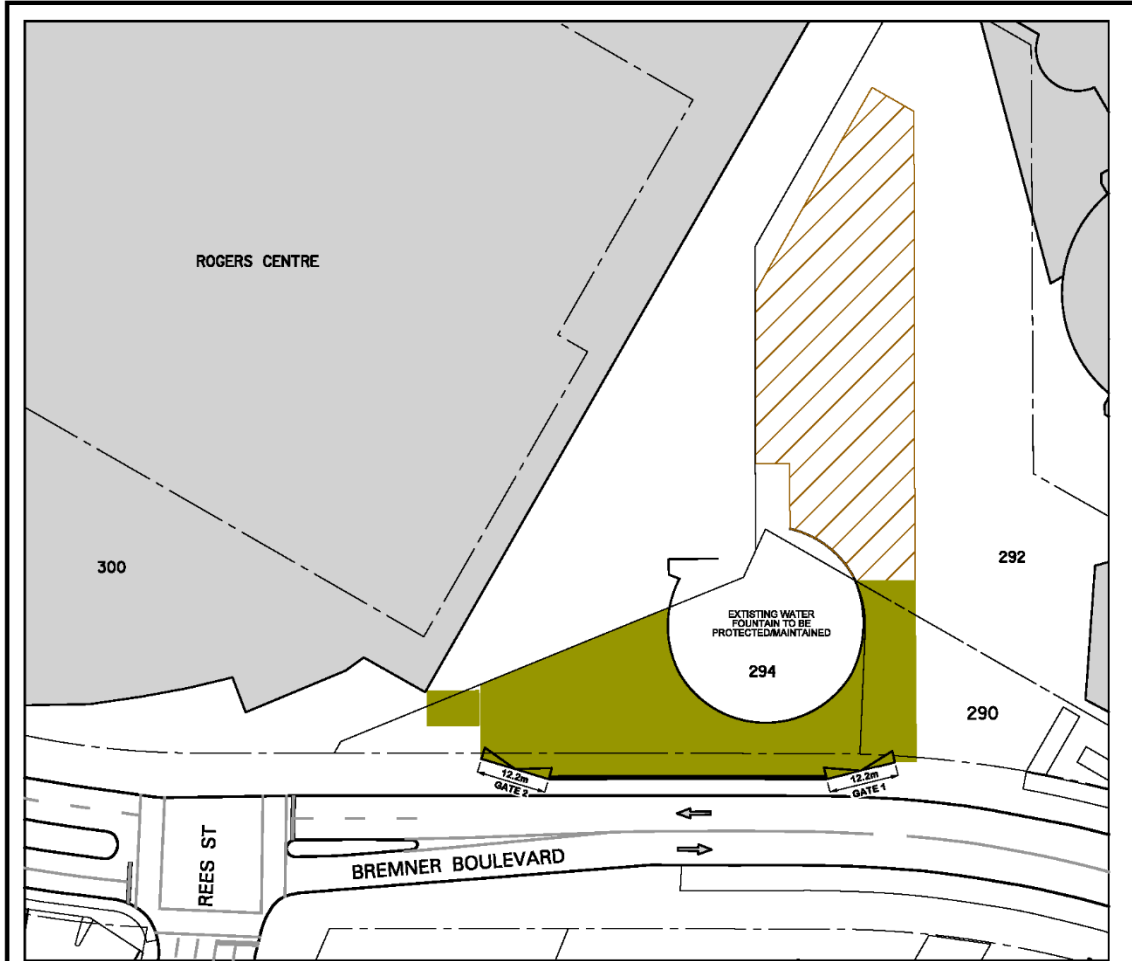 ROGERS CENTRE
300
292
EXTISTING WATER
FOUNTAIN TO BE
PROTECTED/MAINTAINED
294
290
12.2m
GATE 2
12.2m
GATE 1
REES ST
BREMNER BOULEVARD